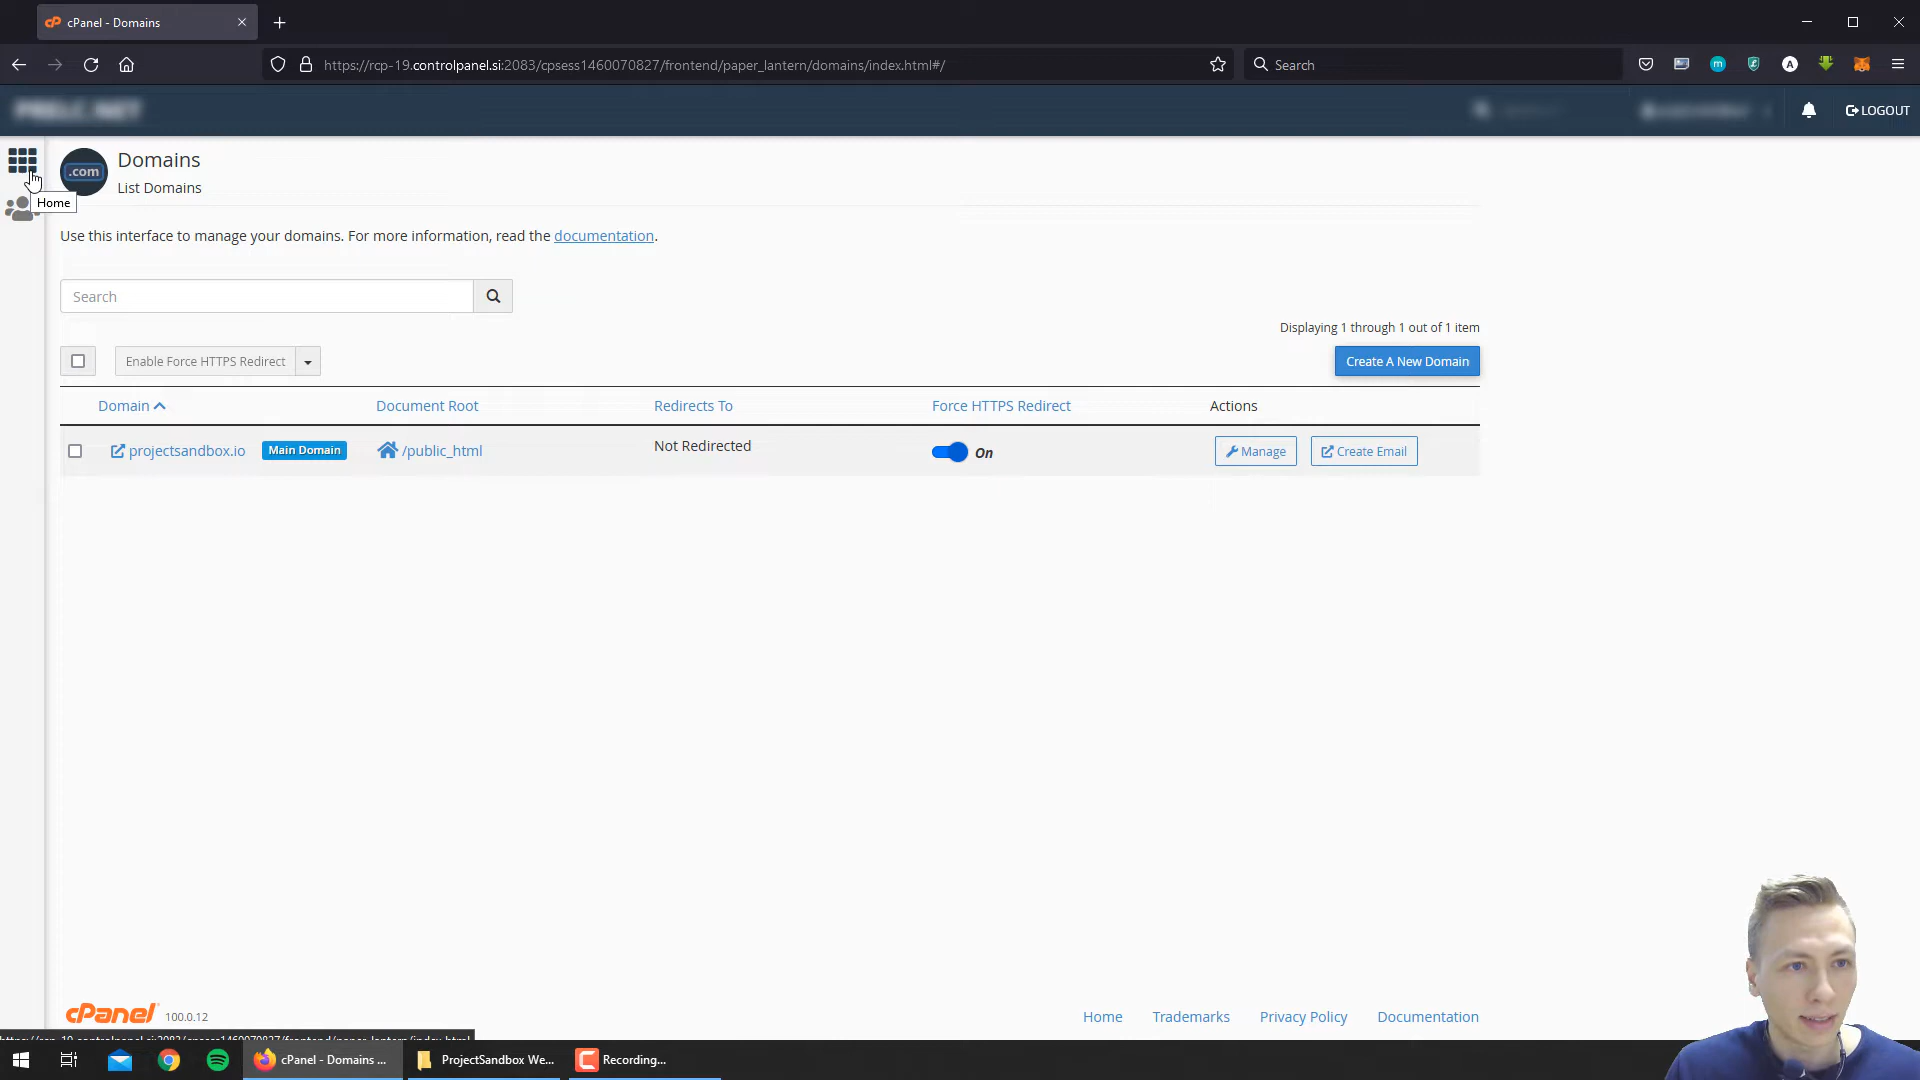 cPanel - Domains
https://rcp-19.controlpanel.si:2083/cpsess1460070827/frontend/paper_lantern/domains/index.html#/
Search
PRELC.NET
LOGOUT
.com
Domains
List Domains
Home
Use this interface to manage your domains. For more information, read the documentation.
Search
Displaying 1 through 1 out of 1 item
Enable Force HTTPS Redirect
Create A New Domain
Domain
Document Root
Redirects To
Force HTTPS Redirect
Actions
projectsandbox.io
Main Domain
/public_html
Not Redirected
On
Manage
Create Email
cPanel
100.0.12
Home
Trademarks
Privacy Policy
Documentation
cPanel - Domains ...
ProjectSandbox We...
Recording...